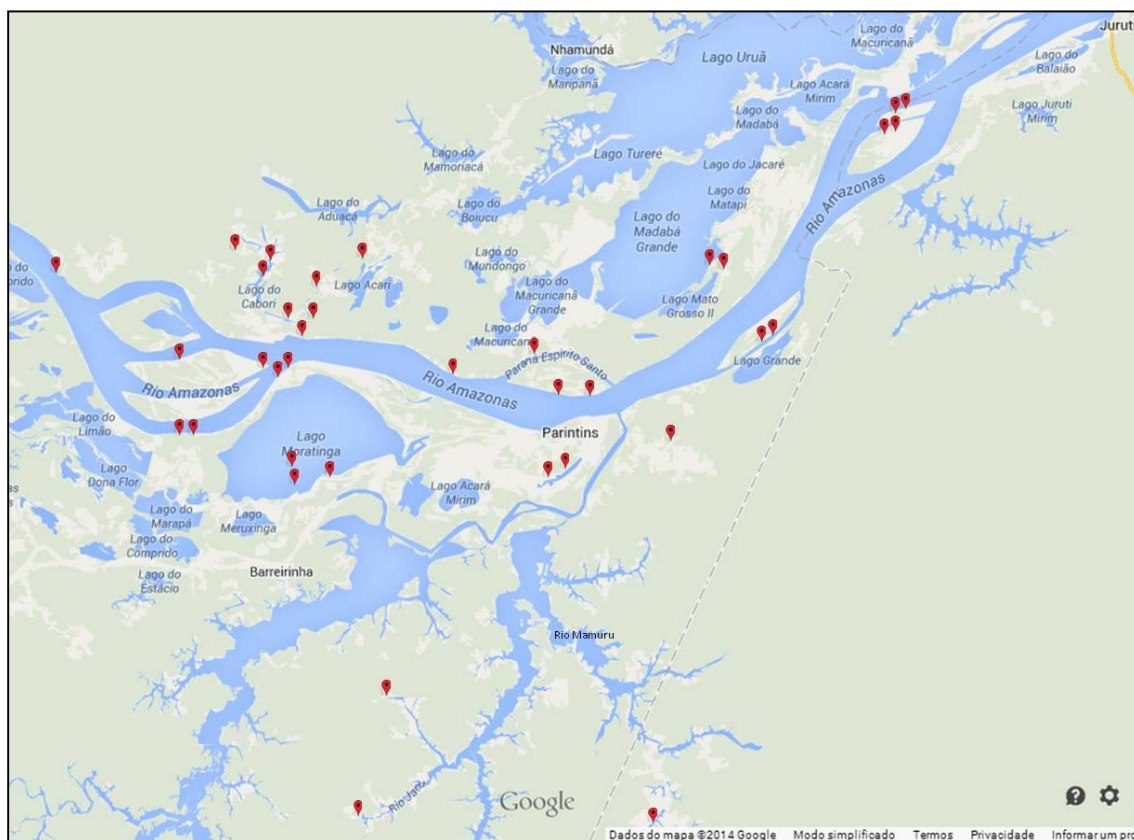 Nhamundá
Lago do
Maripanã
Lago Uruã
Lago do
Macuricanã
Juruti
Lago do
Balaião
Lago Acará
Mirim
Lago do
Madabá
Lago Juruti
Mirim
Lago do
Mamoriacá
Lago Tureré
Lago do Jacaré
Lago do
Matapi
Rio Amazonas
Lago do
Aduacá
Lago do
Boiucu
Lago do
Madabá
Grande
Lago do
Mundongo
Lago do
Cabori
Lago Acari
Lago do
Macuricanã
Grande
Lago Mato
Grosso II
Lago do
Macuricanã
Parana Espirito Santo
Lago Grande
Rio Amazonas
Rio Amazonas
Lago do
Limão
Lago
Moratinga
Parintins
Lago
Dona Flor
Lago Acará
Mirim
Lago do
Marapá
Lago
Meruxinga
Lago do
Comprido
Lago do
Estácio
Barreirinha
Rio Mamuru
Google
Dados do mapa ©2014 Google Modo simplificado Termos Privacidade Informar um pro